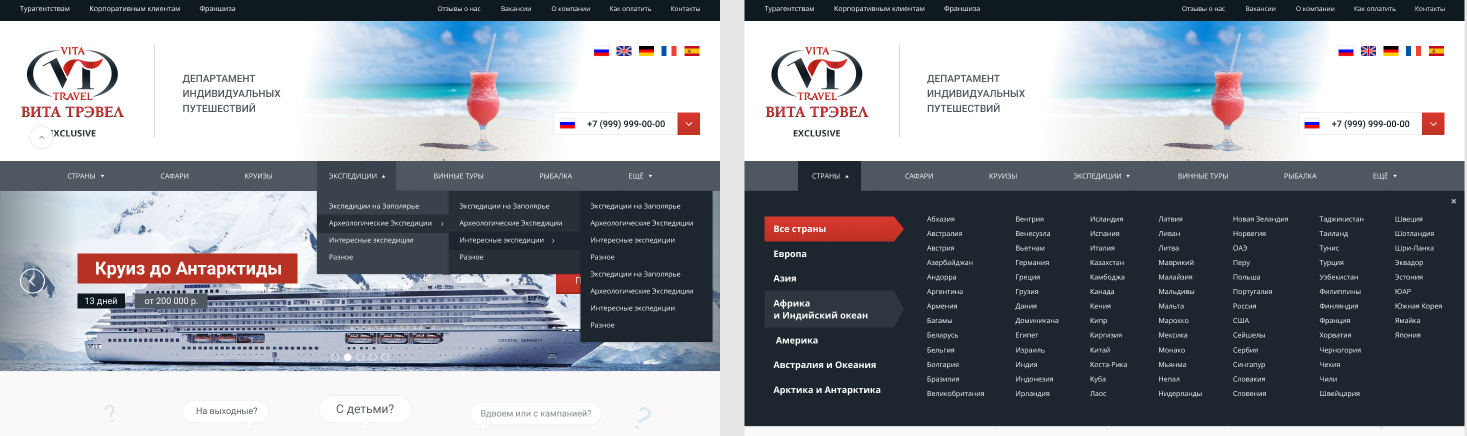 Турагентствам Корпоративным клиентам Франшиза Отзывы о нас Вакансии О компании Как оплатить Контакты
VITA
VT
TRAVEL
ВИТА ТРЭВЕЛ
EXCLUSIVE
ДЕПАРТАМЕНТ
ИНДИВИДУАЛЬНЫХ
ПУТЕШЕСТВИЙ
+7 (999) 999-00-00
СТРАНЫ САФАРИ КРУИЗЫ ЭКСПЕДИЦИИ ВИННЫЕ ТУРЫ РЫБАЛКА ЕЩЁ
Экспедиции на Заполярье
Археологические Экспедиции
Интересные экспедиции
Разное
Экспедиции на Заполярье
Археологические Экспедиции
Интересные экспедиции
Разное
Экспедиции на Заполярье
Археологические Экспедиции
Интересные экспедиции
Разное
Экспедиции на Заполярье
Археологические Экспедиции
Интересные экспедиции
Разное
Круиз до Антарктиды
13 дней от 200 000 р.
CRYSTAL SERENITY
На выходные?
С детьми?
Вдвоем или с кампанией?
Турагентствам Корпоративным клиентам Франшиза Отзывы о нас Вакансии О компании Как оплатить Контакты
VITA
VT
TRAVEL
ВИТА ТРЭВЕЛ
EXCLUSIVE
ДЕПАРТАМЕНТ
ИНДИВИДУАЛЬНЫХ
ПУТЕШЕСТВИЙ
+7 (999) 999-00-00
СТРАНЫ САФАРИ КРУИЗЫ ЭКСПЕДИЦИИ ВИННЫЕ ТУРЫ РЫБАЛКА ЕЩЁ
Все страны
Европа
Азия
Африка
и Индийский океан
Америка
Австралия и Океания
Арктика и Антарктика
Абхазия
Австралия
Австрия
Азербайджан
Андорра
Аргентина
Армения
Багамы
Беларусь
Бельгия
Болгария
Бразилия
Великобритания
Венгрия
Венесуэла
Вьетнам
Германия
Греция
Грузия
Дания
Доминикана
Египет
Израиль
Индия
Индонезия
Ирландия
Исландия
Испания
Италия
Казахстан
Камбоджа
Канада
Кения
Кипр
Киргизия
Китай
Коста-Рика
Куба
Лаос
Латвия
Ливан
Литва
Маврикий
Малайзия
Мальдивы
Мальта
Марокко
Мексика
Монако
Мьянма
Непал
Нидерланды
Новая Зеландия
Норвегия
ОАЭ
Перу
Польша
Португалия
Россия
США
Сейшелы
Сербия
Сингапур
Словакия
Словения
Таджикистан
Таиланд
Тунис
Турция
Узбекистан
Филиппины
Финляндия
Франция
Хорватия
Черногория
Чехия
Чили
Швейцария
Швеция
Шотландия
Шри-Ланка
Эквадор
Эстония
ЮАР
Южная Корея
Ямайка
Япония